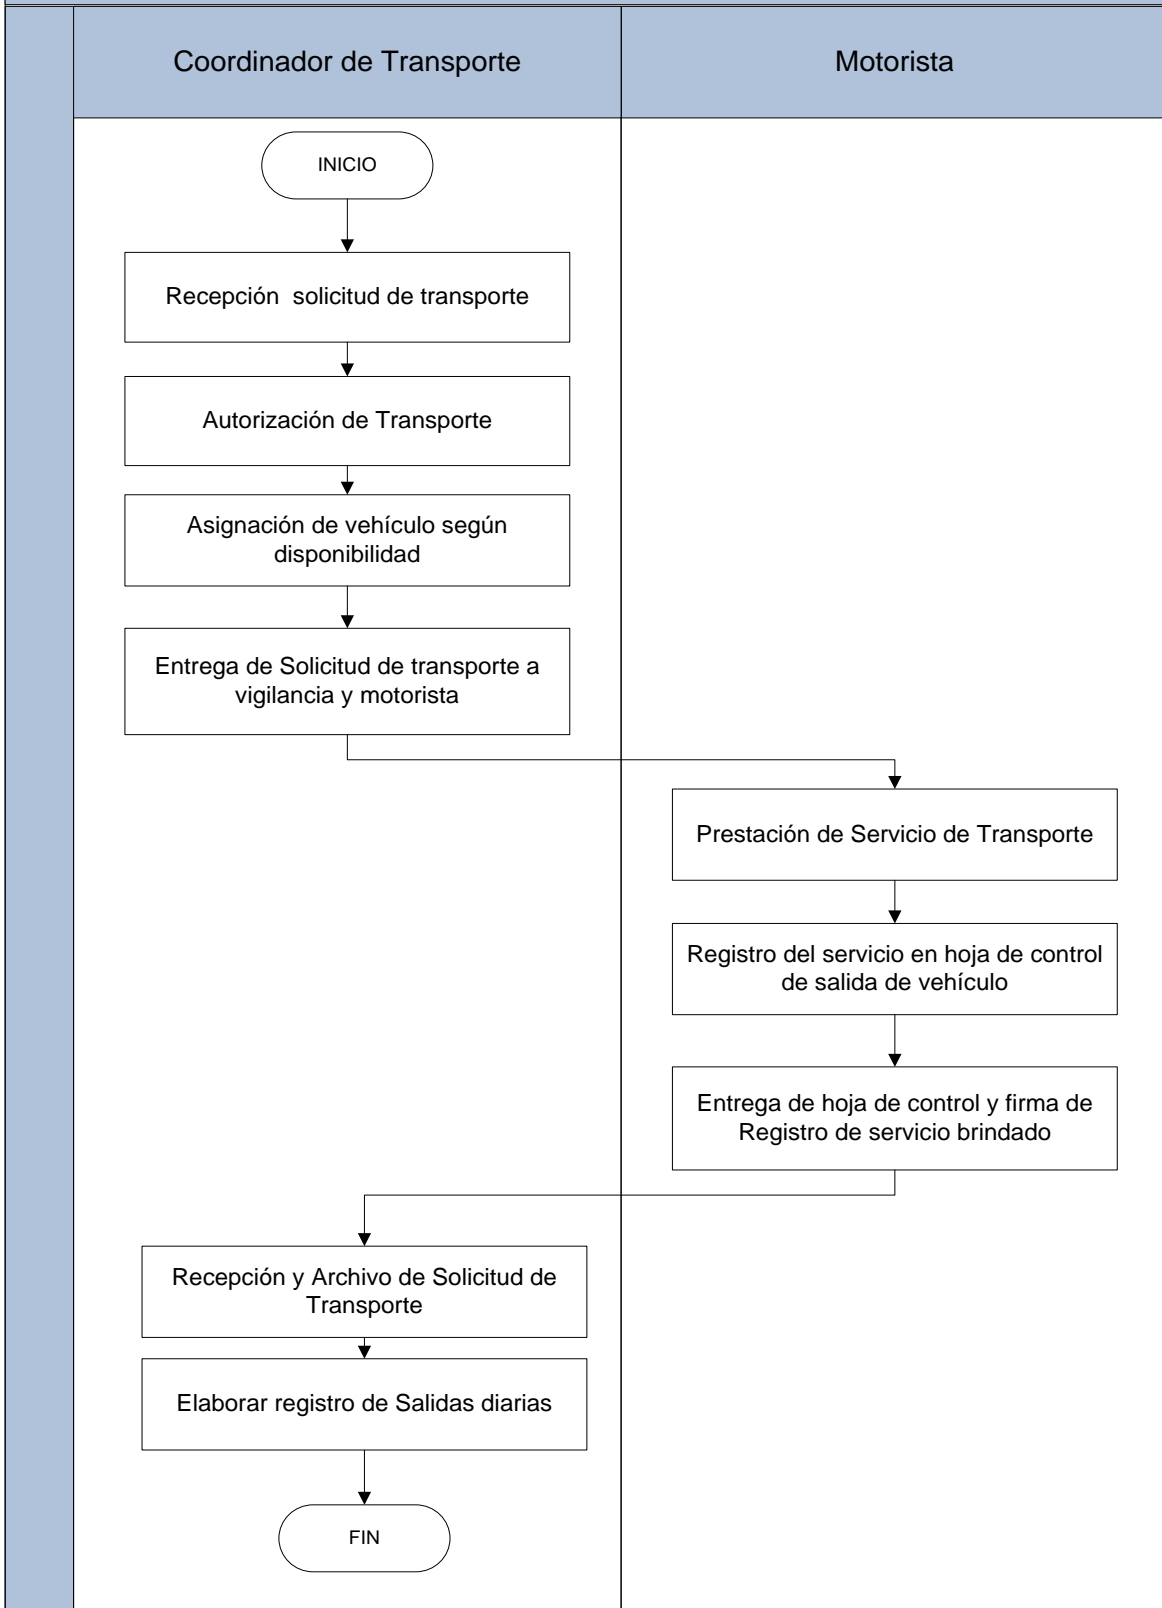 Coordinador de Transporte
Motorista
INICIO
Recepción solicitud de transporte
Autorización de Transporte
Asignación de vehículo según
disponibilidad
Entrega de Solicitud de transporte a
vigilancia y motorista
Prestación de Servicio de Transporte
Registro del servicio en hoja de control
de salida de vehículo
Entrega de hoja de control y firma de
Registro de servicio brindado
Recepción y Archivo de Solicitud de
Transporte
Elaborar registro de Salidas diarias
FIN